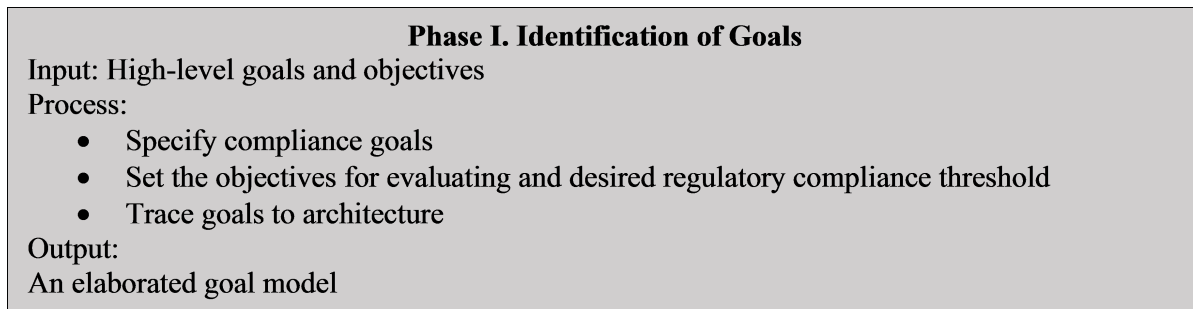 Phase I. Identification of Goals
Input: High-level goals and objectives
Process:
• Specify compliance goals
• Set the objectives for evaluating and desired regulatory compliance threshold
• Trace goals to architecture
Output:
An elaborated goal model